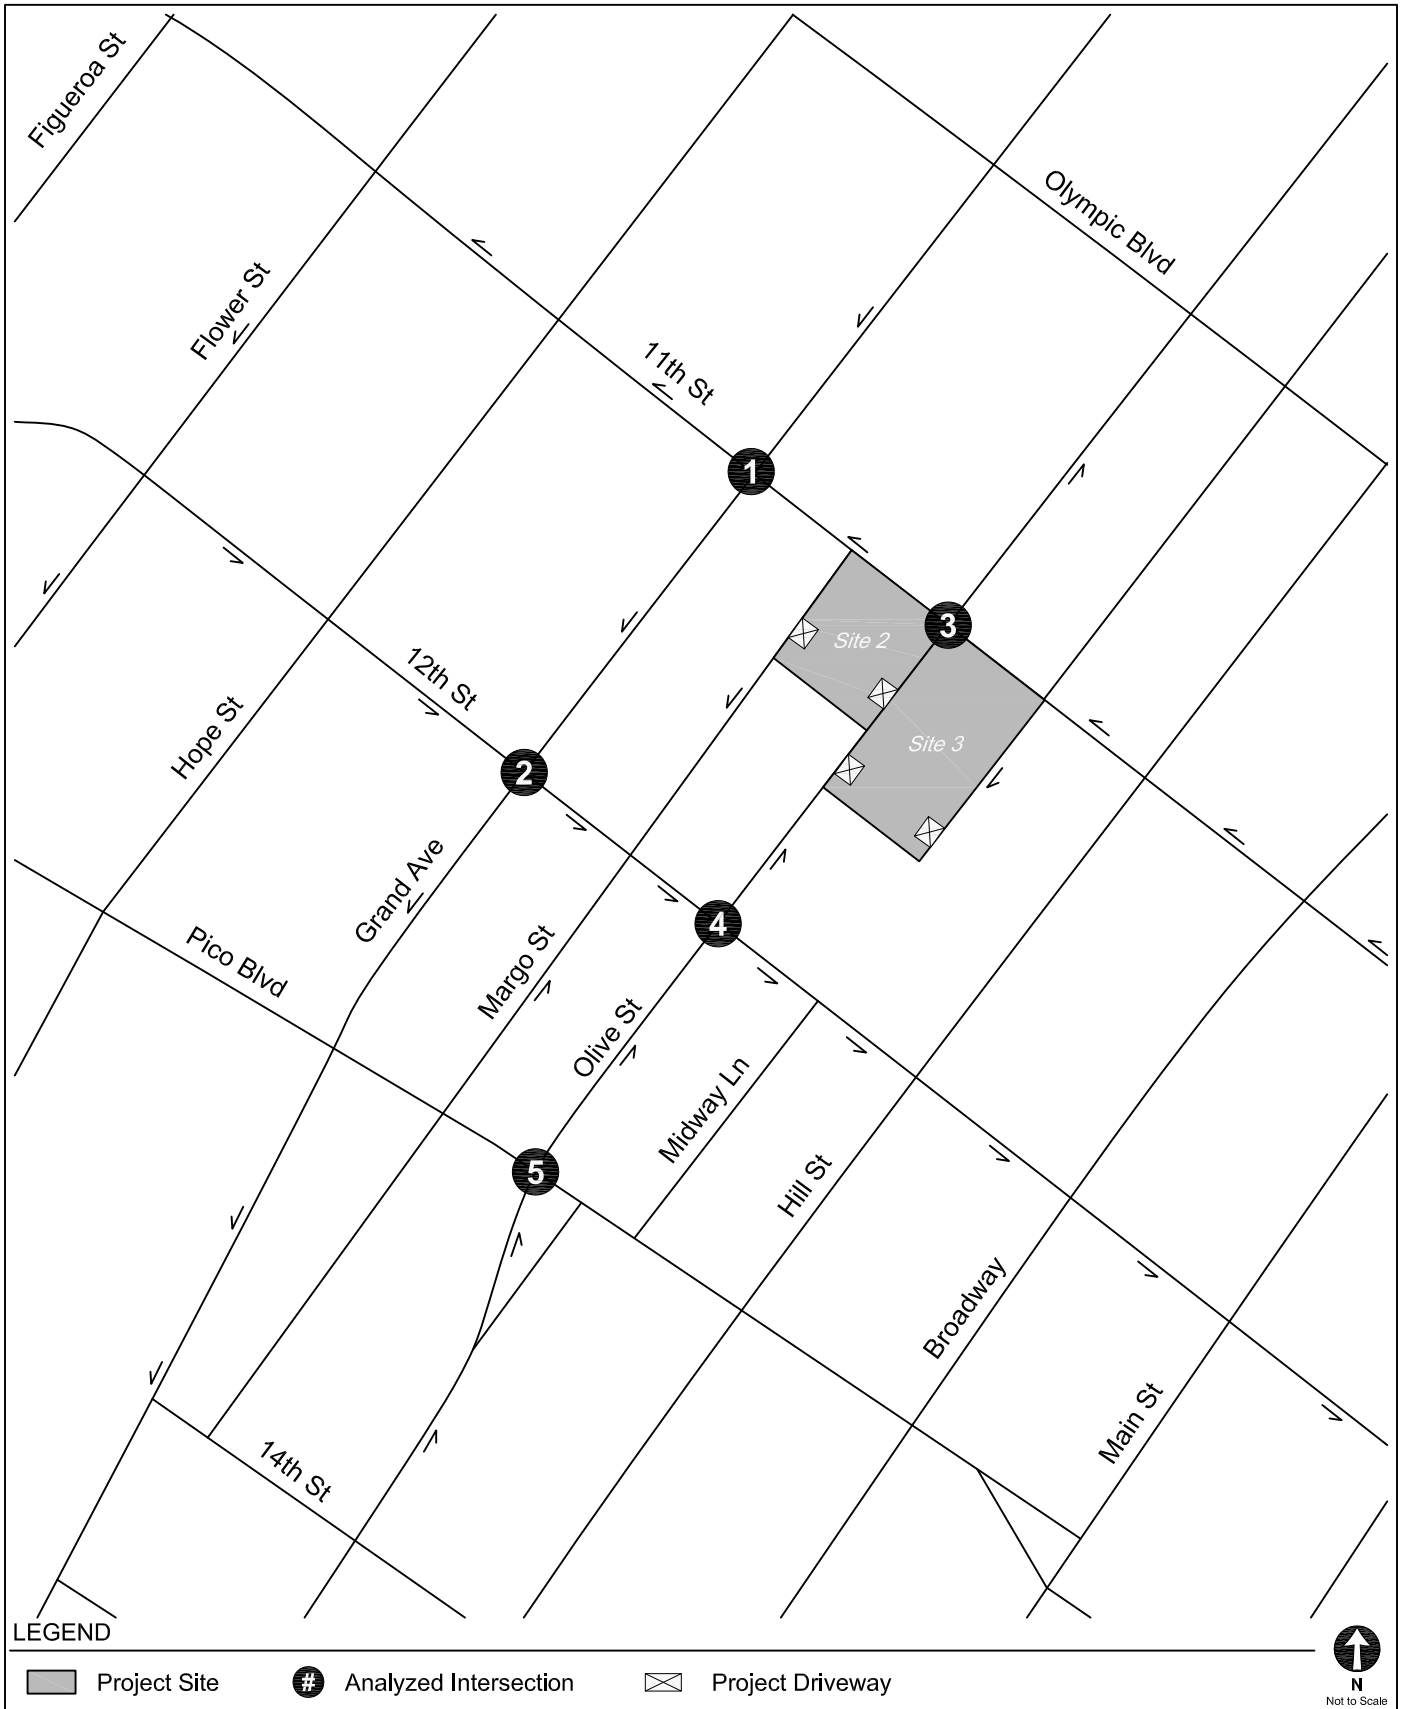 Figueroa St
Olympic Blvd
Flower St
11th St
1
3
Site 2
12th St
Hope St
Site 3
2
Grand Ave
4
Pico Blvd
Margo St
Olive St
Midway Ln
5
Hill St
Broadway
Main St
14th St
LEGEND
Project Site
# Analyzed Intersection
Project Driveway
N
Not to Scale